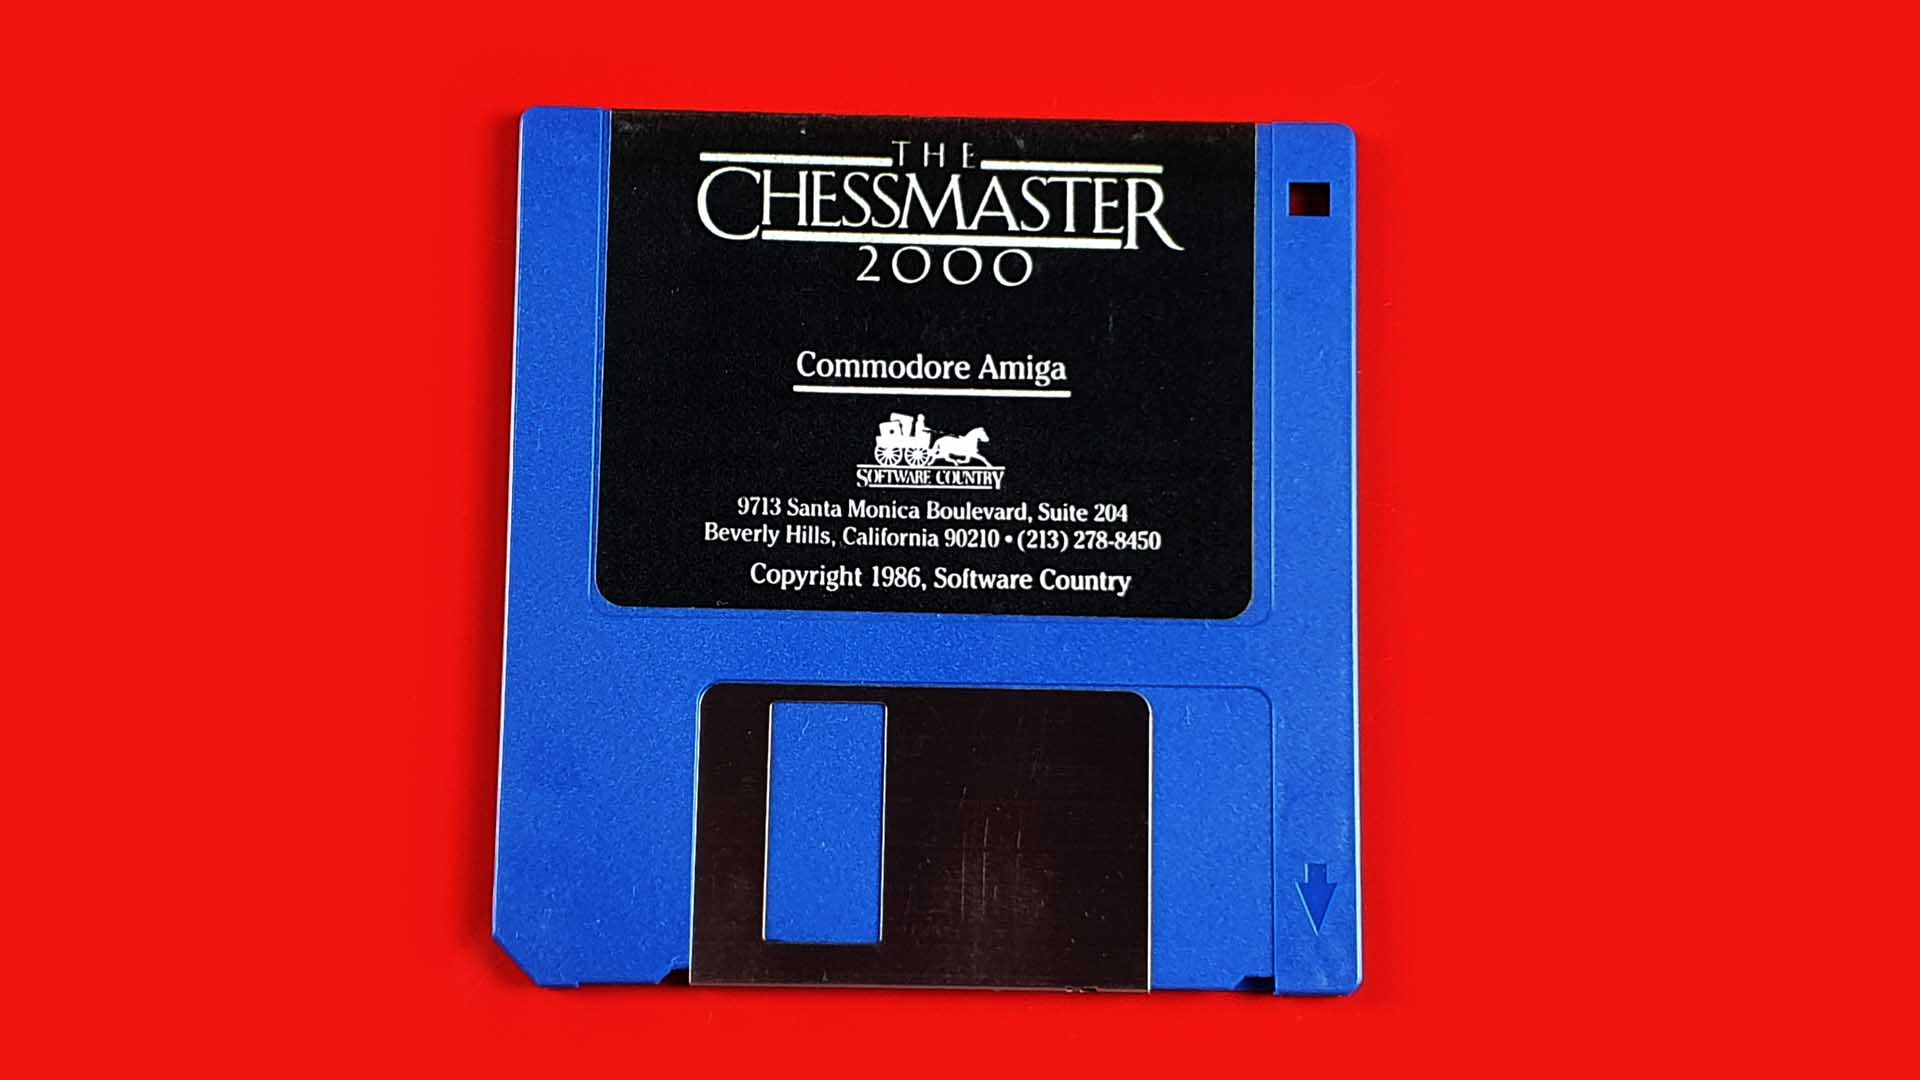 THE
CHESSMASTER
2000
Commodore Amiga
SOFTWARE COUNTRY
9713 Santa Monica Boulevard, Suite 204
Beverly Hills, California 90210 • (213) 278-8450
Copyright 1986, Software Country